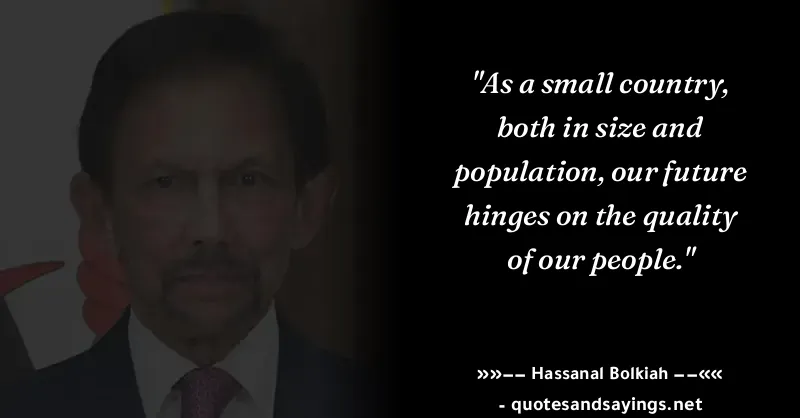 "As a small country,
both in size and
population, our future
hinges on the quality
of our people."
»»–– Hassanal Bolkiah ––««
- quotesandsayings.net